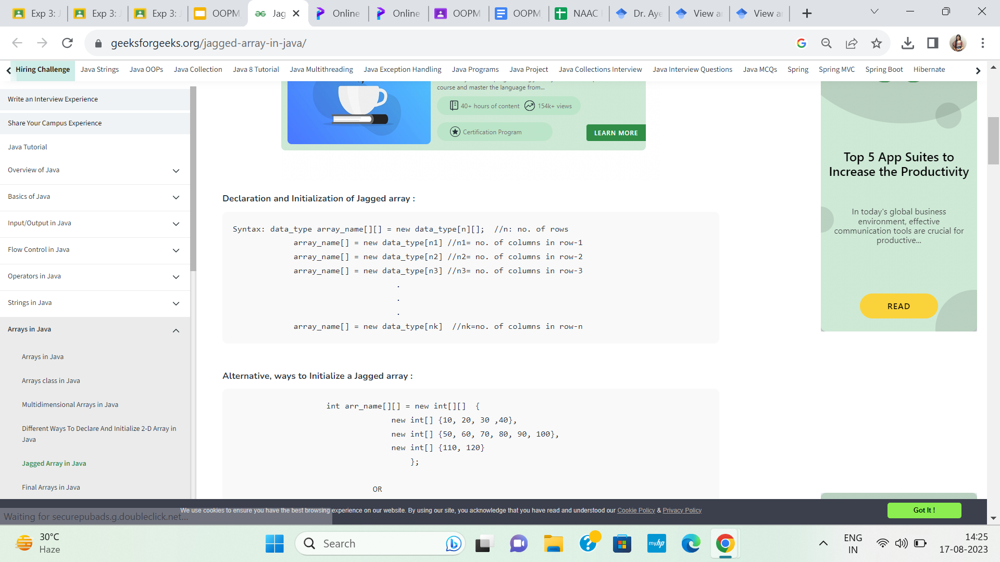 Exp 3: J
Exp 3: J
Exp 3: J
OOPM
Jag
Online
Online
OOPM
OOPM
NAAC
Dr. Aye
View a
View a
geeksforgeeks.org/jagged-array-in-java/
Hiring Challenge Java Strings Java OOPs Java Collection Java 8 Tutorial Java Multithreading Java Exception Handling Java Programs Java Project Java Collections Interview Java Interview Questions Java MCQs Spring Spring MVC Spring Boot Hibernate
Write an Interview Experience
Share Your Campus Experience
Java Tutorial
Overview of Java
Basics of Java
Input/Output in Java
Flow Control in Java
Operators in Java
Strings in Java
Arrays in Java
Arrays in Java
Arrays class in Java
Multidimensional Arrays in Java
Different Ways To Declare And Initialize 2-D Array in
Java
Jagged Array in Java
Final Arrays in Java
course and master the language from...
40+ hours of content 154k+ views
Certification Program
LEARN MORE
Declaration and Initialization of Jagged array :
Syntax: data_type array_name[][] = new data_type[n][];  //n: no. of rows
array_name[] = new data_type[n1] //n1= no. of columns in row-1
array_name[] = new data_type[n2] //n2= no. of columns in row-2
array_name[] = new data_type[n3] //n3= no. of columns in row-3
.
.
.
array_name[] = new data_type[nk]  //nk=no. of columns in row-n
Alternative, ways to Initialize a Jagged array :
int arr_name[][] = new int[][]  {
new int[] {10, 20, 30 ,40},
new int[] {50, 60, 70, 80, 90, 100},
new int[] {110, 120}
};
OR
Top 5 App Suites to
Increase the Productivity
In today's global business
environment, effective
communication tools are crucial for
productive...
READ
We use cookies to ensure you have the best browsing experience on our website. By using our site, you acknowledge that you have read and understood our Cookie Policy & Privacy Policy
Got It !
Waiting for securepubads.g.doubleclick.net...
30°C
Haze
Search
myhp
ENG
IN
14:25
17-08-2023